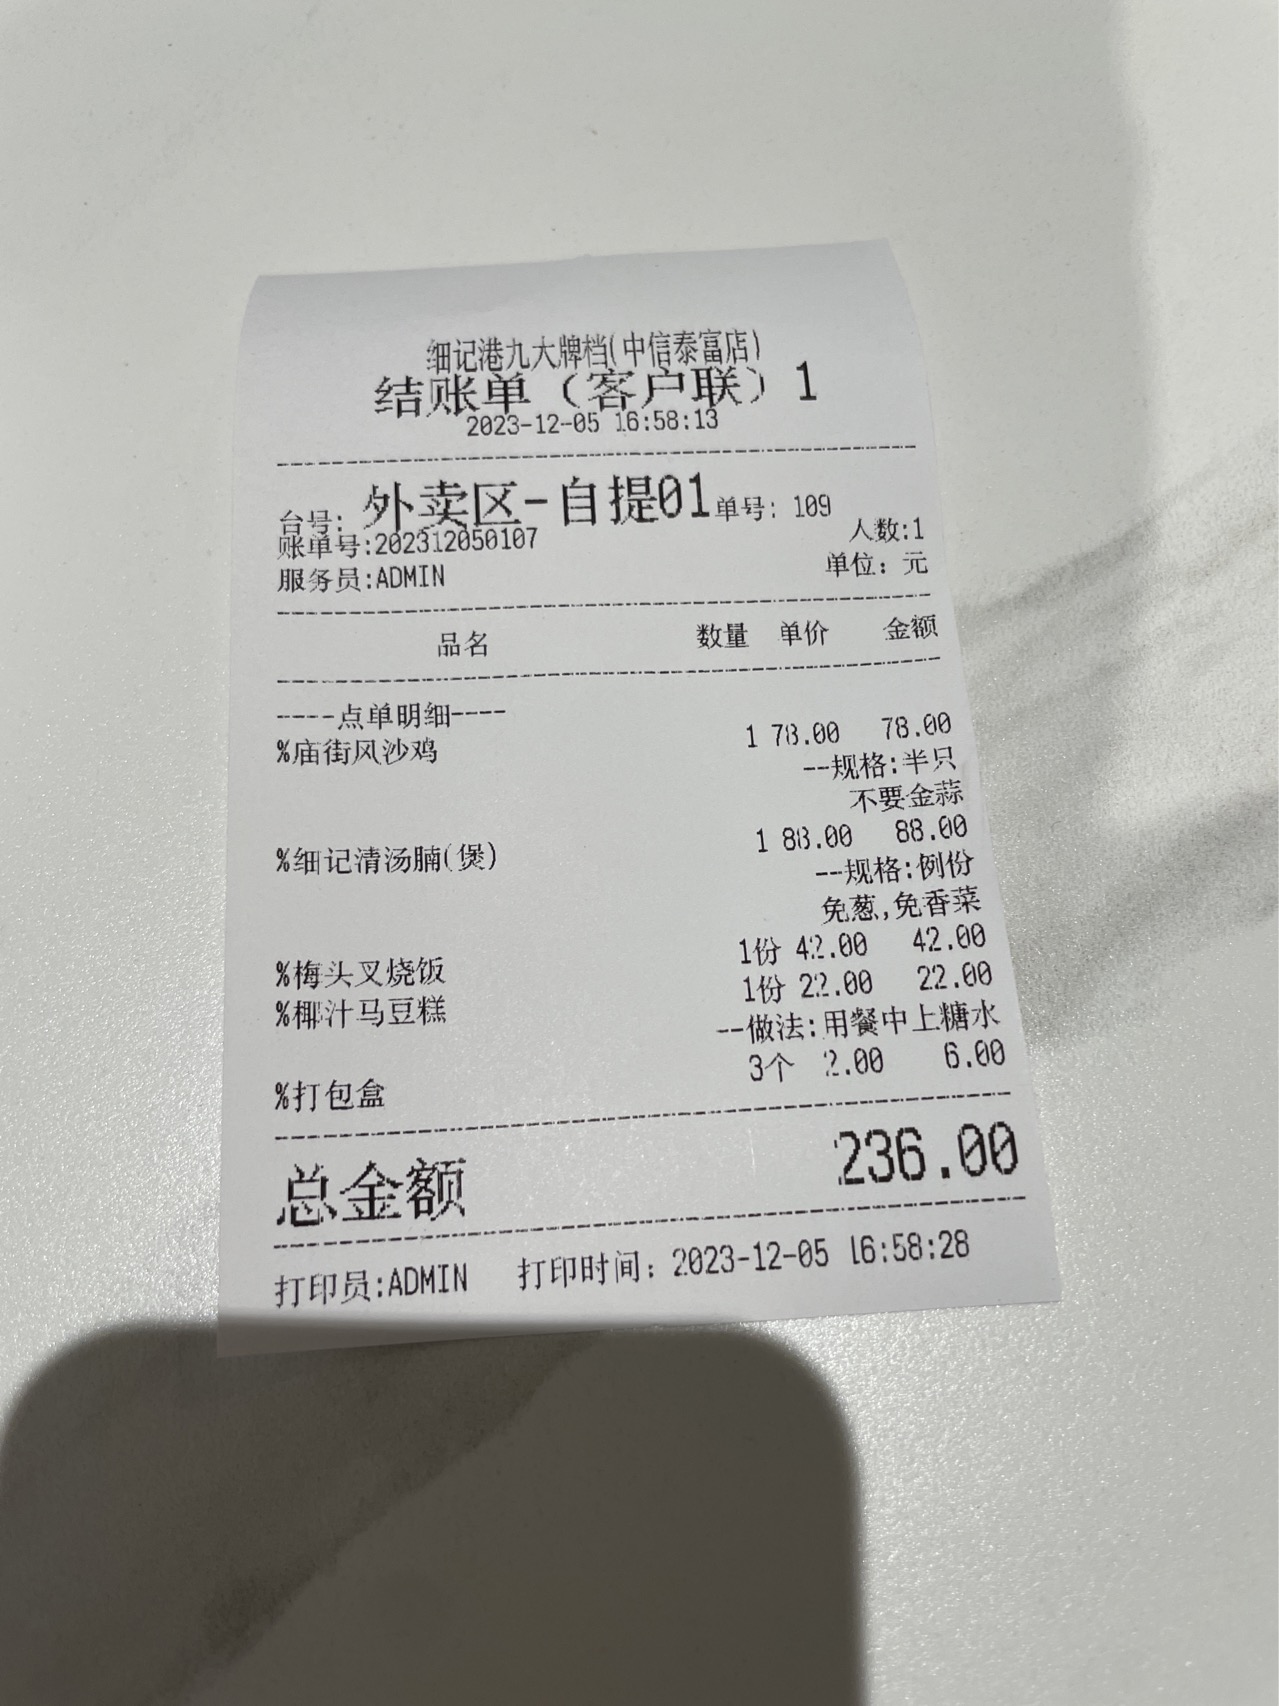 细记港九大牌档(中信泰富店)
结账单（客户联）1
2023-12-05 16:58:13
台号: 外卖区-自提01 单号: 109
账单号:202312050107 人数:1
服务员:ADMIN 单位: 元
品名 数量 单价 金额
----点单明细----
%庙街风沙鸡 1 78.00 78.00
--规格:半只
不要金蒜
%细记清汤腩(煲) 1 88.00 88.00
--规格:例份
免葱,免香菜
%梅头叉烧饭 1份 42.00 42.00
%椰汁马豆糕 1份 22.00 22.00
--做法:用餐中上糖水
%打包盒 3个 2.00 6.00
总金额 236.00
打印员:ADMIN 打印时间: 2023-12-05 16:58:28